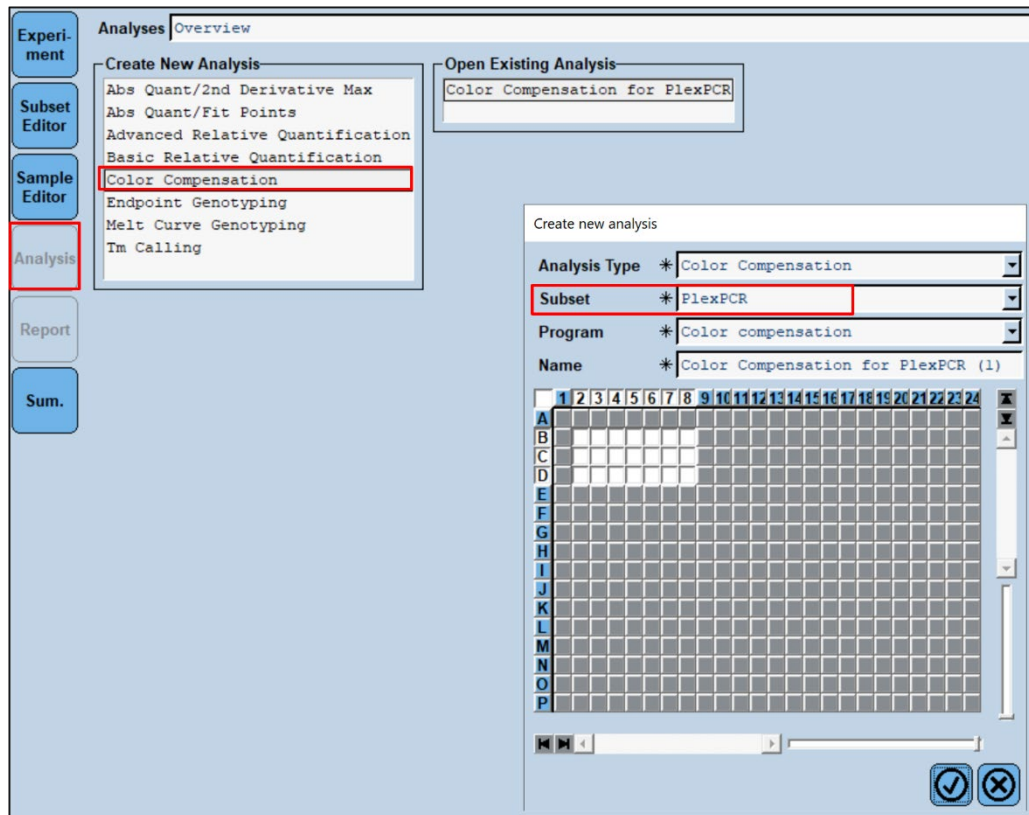 Experi-
ment
Subset
Editor
Sample
Editor
Analysis
Report
Sum.
Analyses Overview
Create New Analysis
Abs Quant/2nd Derivative Max
Abs Quant/Fit Points
Advanced Relative Quantification
Basic Relative Quantification
Color Compensation
Endpoint Genotyping
Melt Curve Genotyping
Tm Calling
Open Existing Analysis
Color Compensation for PlexPCR
Create new analysis
Analysis Type * Color Compensation
Subset * PlexPCR
Program * Color compensation
Name * Color Compensation for PlexPCR (1)
1 2 3 4 5 6 7 8 9 10 11 12 13 14 15 16 17 18 19 20 21 22 23 24
A
B
C
D
E
F
G
H
I
J
K
L
M
N
O
P